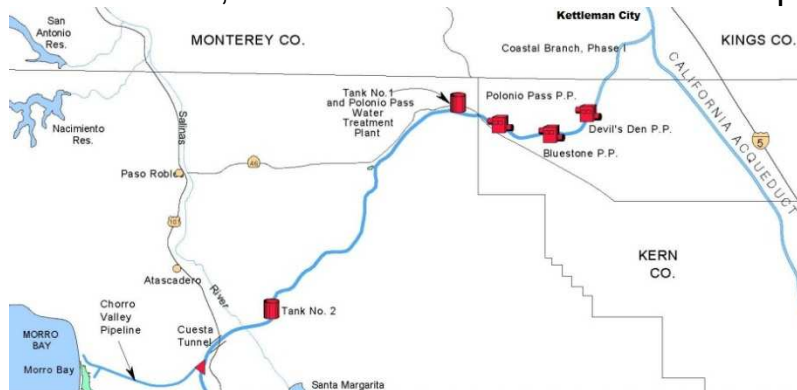 Kettleman City
San
Antonio
Res.
MONTEREY CO.
Coastal Branch, Phase I
KINGS CO.
CALIFORNIA AQUEDUCT
Tank No.1
and Polonio Pass
Water
Treatment
Plant
Polonio Pass P.P.
Devil's Den P.P.
Bluestone P.P.
5
Nacimiento
Res.
Salinas
River
46
Paso Robles
101
Atascadero
KERN
CO.
Tank No. 2
Chorro
Valley
Pipeline
Cuesta
Tunnel
MORRO
BAY
Morro Bay
Santa Margarita